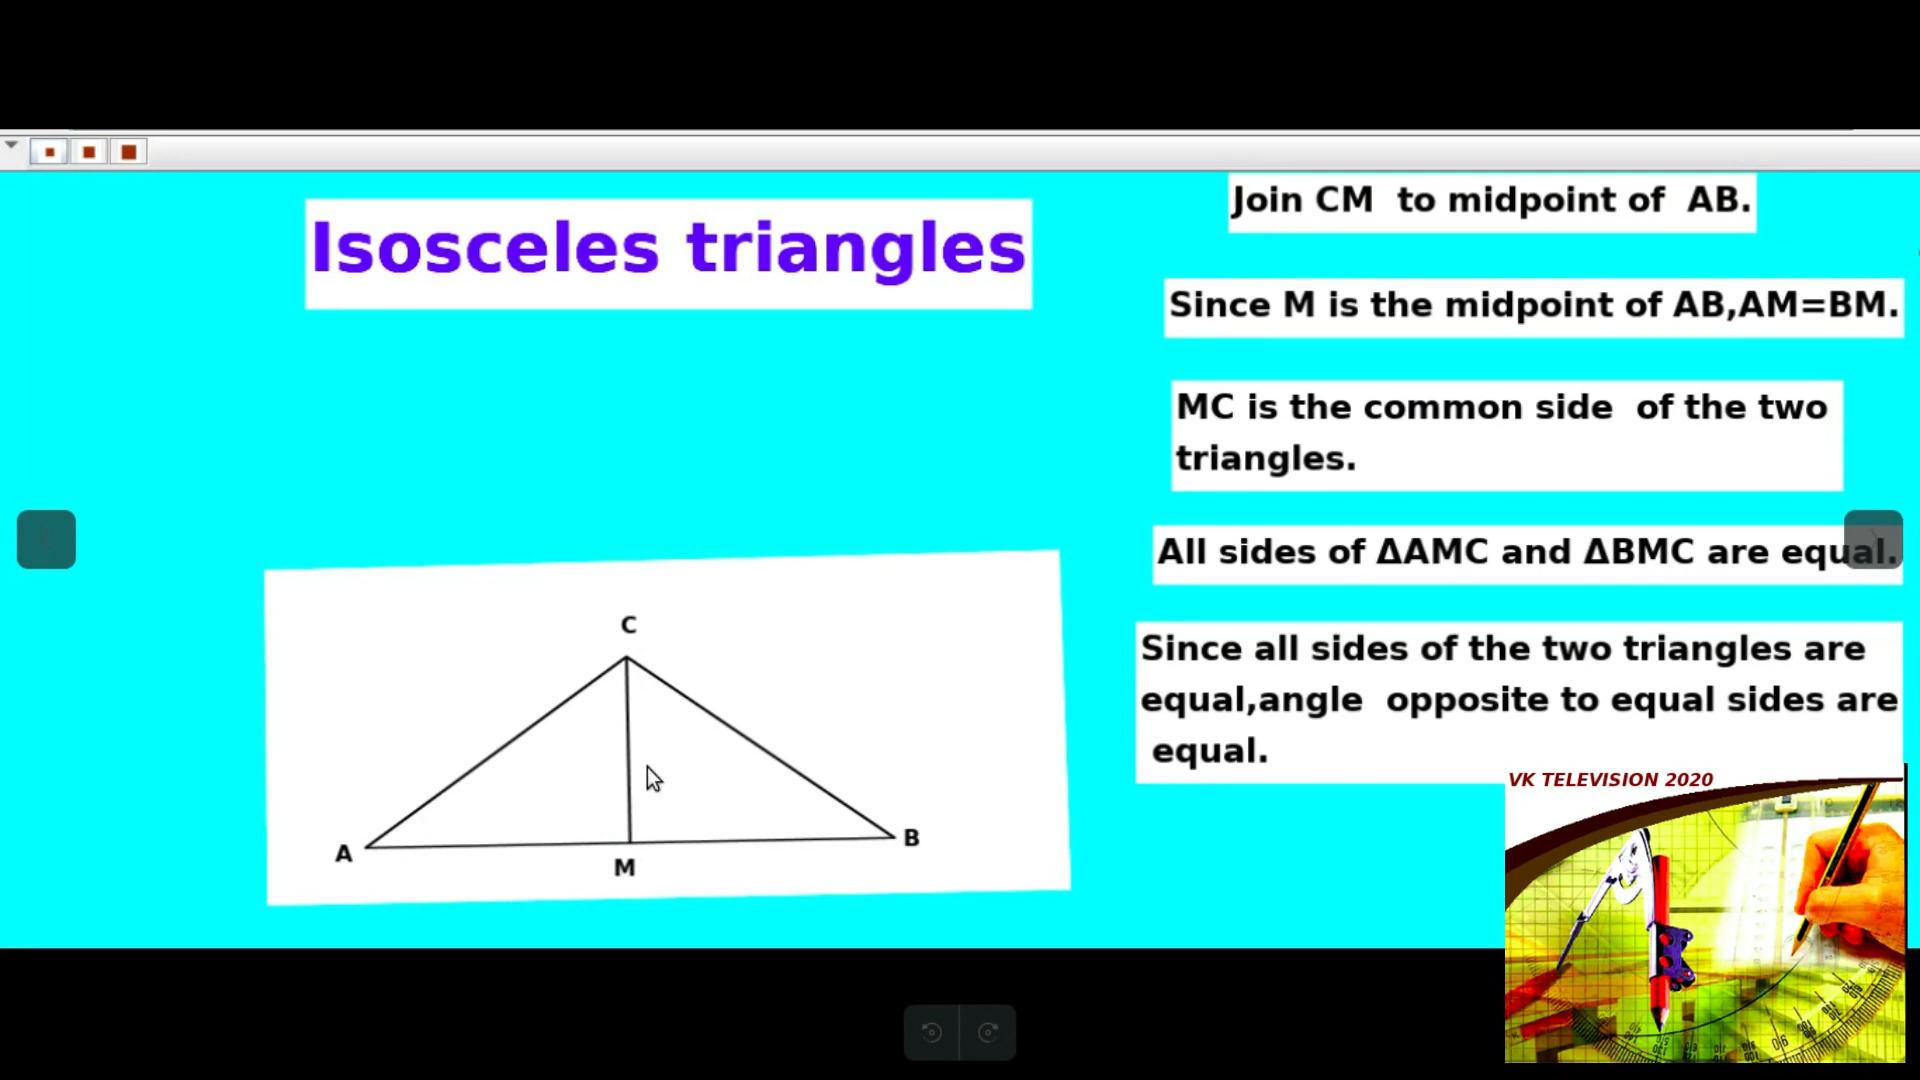 Isosceles triangles
Join CM to midpoint of AB.
Since M is the midpoint of AB,AM=BM.
MC is the common side of the two
triangles.
All sides of ΔAMC and ΔBMC are equal.
Since all sides of the two triangles are
equal,angle opposite to equal sides are
equal.
C
A
M
B
VK TELEVISION 2020